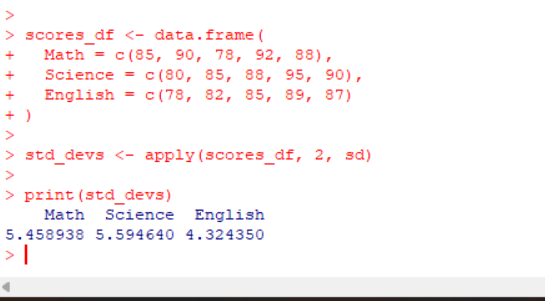 >
> scores_df <- data.frame(
+   Math = c(85, 90, 78, 92, 88),
+   Science = c(80, 85, 88, 95, 90),
+   English = c(78, 82, 85, 89, 87)
+ )
>
> std_devs <- apply(scores_df, 2, sd)
>
> print(std_devs)
    Math  Science  English
5.458938 5.594640 4.324350
>